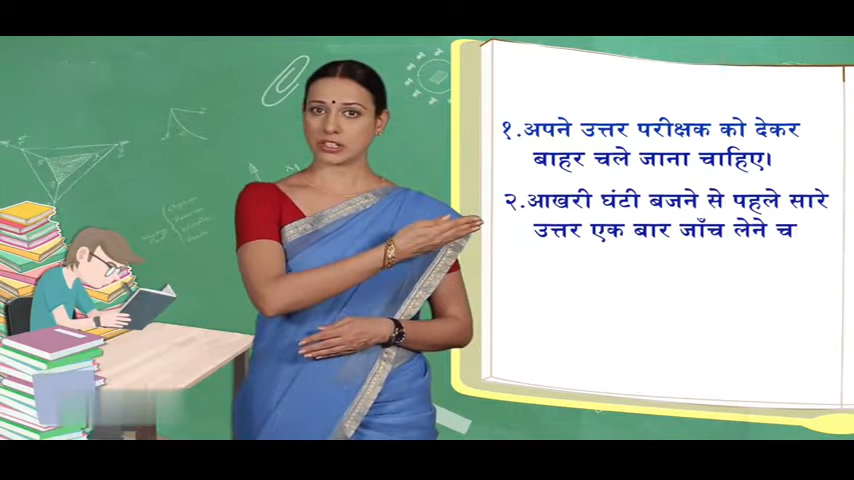 १.अपने उत्तर परीक्षक को देकर
बाहर चले जाना चाहिए।
२.आखरी घंटी बजने से पहले सारे
उत्तर एक बार जाँच लेने च